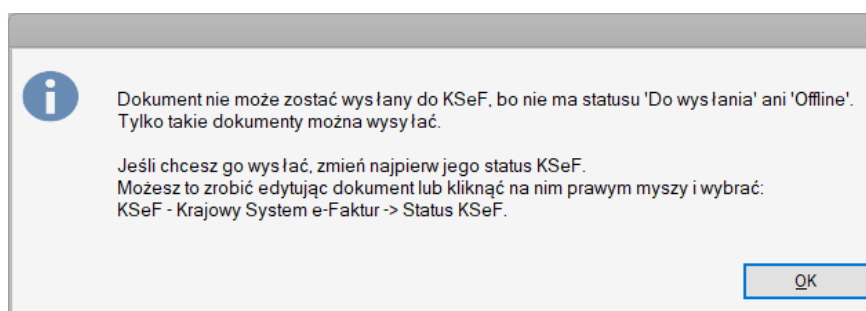 Dokument nie może zostać wysłany do KSeF, bo nie ma statusu 'Do wysłania' ani 'Offline'.
Tylko takie dokumenty można wysyłać.
Jeśli chcesz go wysłać, zmień najpierw jego status KSeF.
Możesz to zrobić edytując dokument lub kliknąć na nim prawym myszy i wybrać:
KSeF - Krajowy System e-Faktur -> Status KSeF.
OK